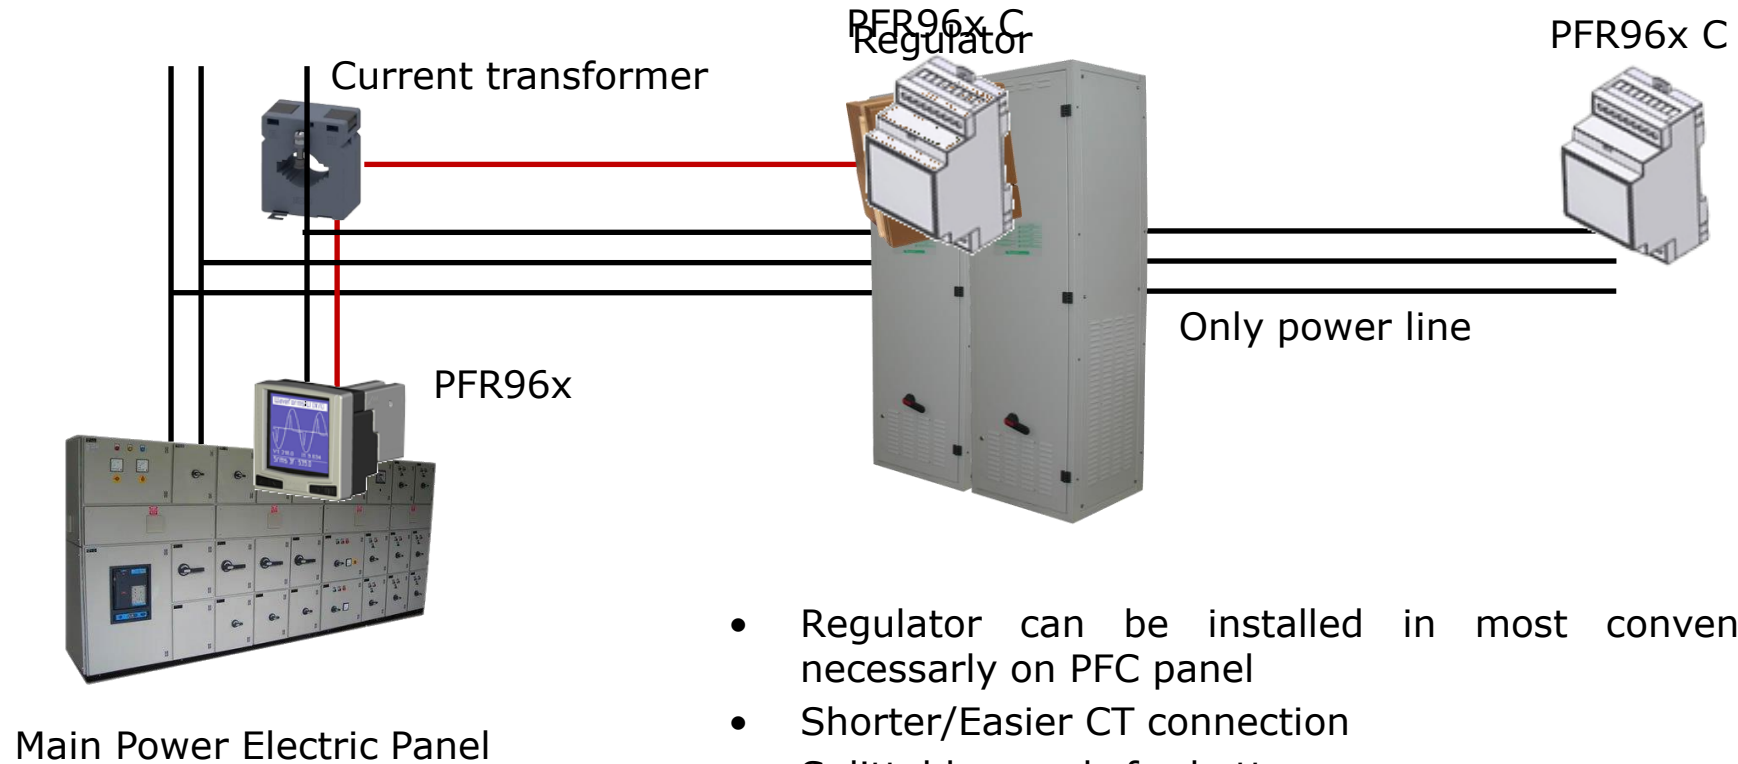 PFR96x C
Regulator
PFR96x C
Current transformer
Only power line
PFR96x
• Regulator can be installed in most conven
necessarly on PFC panel
• Shorter/Easier CT connection
Main Power Electric Panel